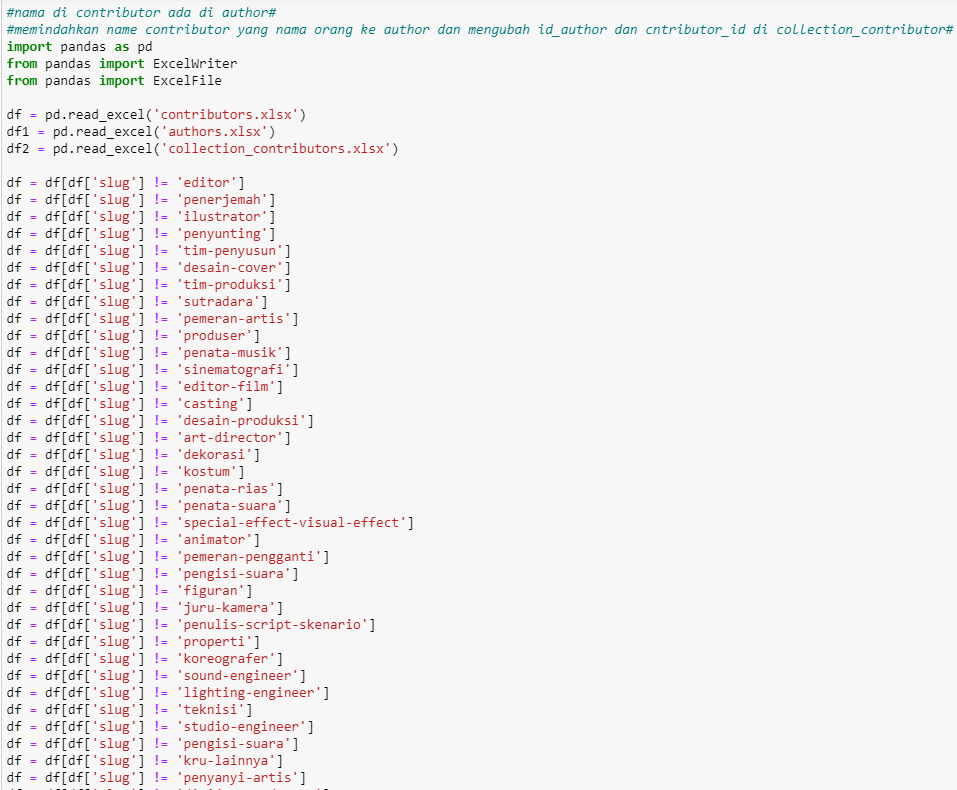 #nama di contributor ada di author#
#memindahkan name contributor yang nama orang ke author dan mengubah id_author dan cntributor_id di collection_contributor#
import pandas as pd
from pandas import ExcelWriter
from pandas import ExcelFile
df = pd.read_excel('contributors.xlsx')
df1 = pd.read_excel('authors.xlsx')
df2 = pd.read_excel('collection_contributors.xlsx')
df = df[df['slug'] != 'editor']
df = df[df['slug'] != 'penerjemah']
df = df[df['slug'] != 'ilustrator']
df = df[df['slug'] != 'penyunting']
df = df[df['slug'] != 'tim-penyusun']
df = df[df['slug'] != 'desain-cover']
df = df[df['slug'] != 'tim-produksi']
df = df[df['slug'] != 'sutradara']
df = df[df['slug'] != 'pemeran-artis']
df = df[df['slug'] != 'produser']
df = df[df['slug'] != 'penata-musik']
df = df[df['slug'] != 'sinematografi']
df = df[df['slug'] != 'editor-film']
df = df[df['slug'] != 'casting']
df = df[df['slug'] != 'desain-produksi']
df = df[df['slug'] != 'art-director']
df = df[df['slug'] != 'dekorasi']
df = df[df['slug'] != 'kostum']
df = df[df['slug'] != 'penata-rias']
df = df[df['slug'] != 'penata-suara']
df = df[df['slug'] != 'special-effect-visual-effect']
df = df[df['slug'] != 'animator']
df = df[df['slug'] != 'pemeran-pengganti']
df = df[df['slug'] != 'pengisi-suara']
df = df[df['slug'] != 'figuran']
df = df[df['slug'] != 'juru-kamera']
df = df[df['slug'] != 'penulis-script-skenario']
df = df[df['slug'] != 'properti']
df = df[df['slug'] != 'koreografer']
df = df[df['slug'] != 'sound-engineer']
df = df[df['slug'] != 'lighting-engineer']
df = df[df['slug'] != 'teknisi']
df = df[df['slug'] != 'studio-engineer']
df = df[df['slug'] != 'pengisi-suara']
df = df[df['slug'] != 'kru-lainnya']
df = df[df['slug'] != 'penyanyi-artis']